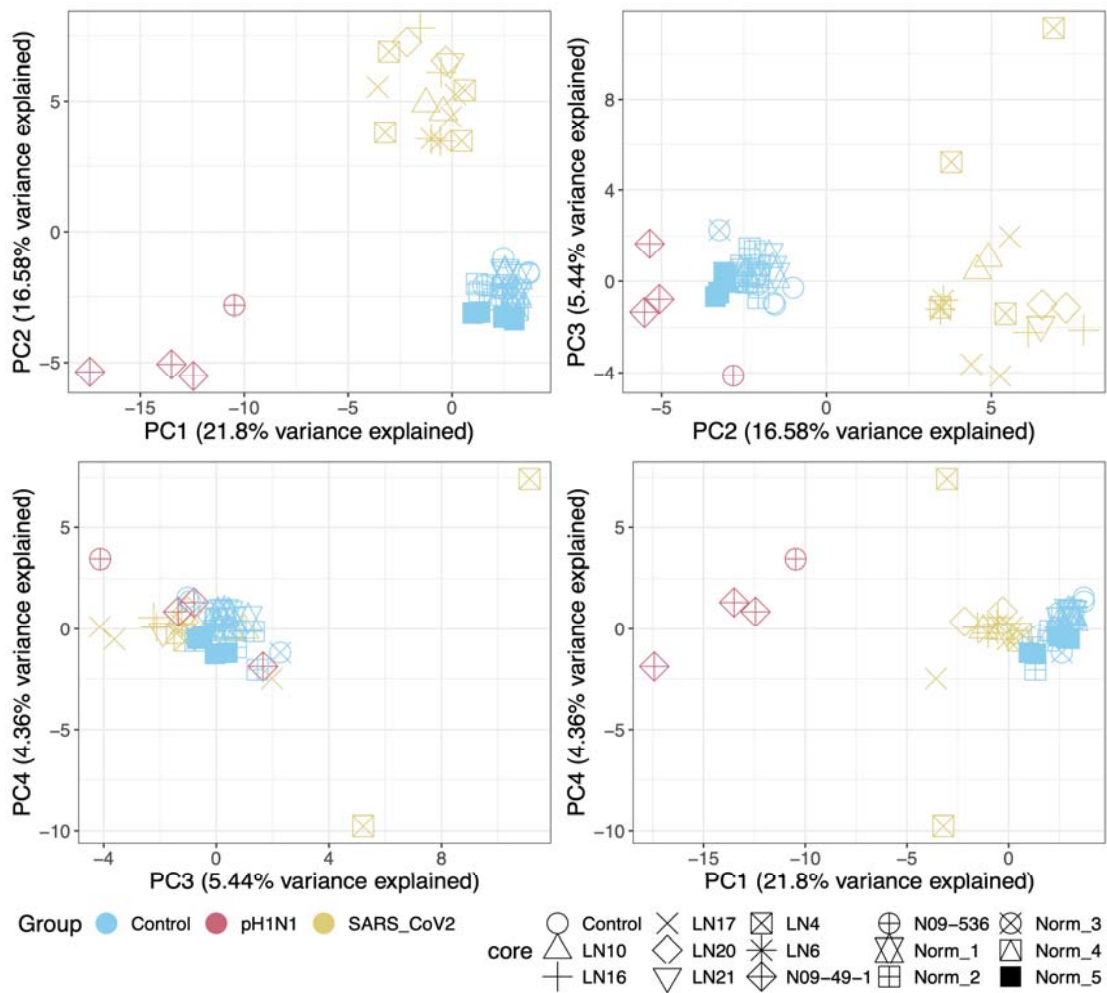 5
0
−5
PC2 (16.58% variance explained)
−15 −10 −5 0
PC1 (21.8% variance explained)
8
4
0
−4
PC3 (5.44% variance explained)
−5 0 5
PC2 (16.58% variance explained)
5
0
−5
−10
PC4 (4.36% variance explained)
−4 0 4 8
PC3 (5.44% variance explained)
5
0
−5
−10
PC4 (4.36% variance explained)
−15 −10 −5 0
PC1 (21.8% variance explained)
Group Control pH1N1 SARS_CoV2
core
Control LN17 LN4 N09−536 Norm_3
LN10 LN20 LN6 Norm_1 Norm_4
LN16 LN21 N09−49−1 Norm_2 Norm_5